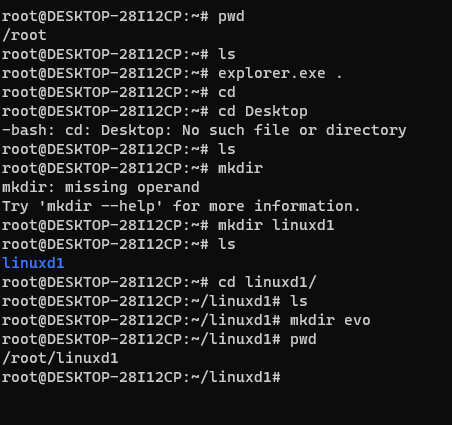 root@DESKTOP-28I12CP:~# pwd
/root
root@DESKTOP-28I12CP:~# ls
root@DESKTOP-28I12CP:~# explorer.exe .
root@DESKTOP-28I12CP:~# cd
root@DESKTOP-28I12CP:~# cd Desktop
-bash: cd: Desktop: No such file or directory
root@DESKTOP-28I12CP:~# ls
root@DESKTOP-28I12CP:~# mkdir
mkdir: missing operand
Try 'mkdir --help' for more information.
root@DESKTOP-28I12CP:~# mkdir linuxd1
root@DESKTOP-28I12CP:~# ls
linuxd1
root@DESKTOP-28I12CP:~# cd linuxd1/
root@DESKTOP-28I12CP:~/linuxd1# ls
root@DESKTOP-28I12CP:~/linuxd1# mkdir evo
root@DESKTOP-28I12CP:~/linuxd1# pwd
/root/linuxd1
root@DESKTOP-28I12CP:~/linuxd1#